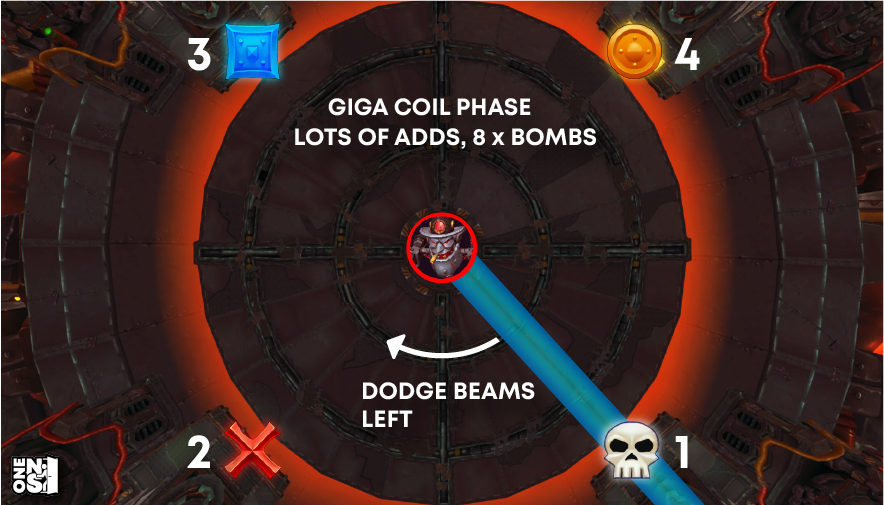 3
4
GIGA COIL PHASE
LOTS OF ADDS, 8 x BOMBS
DODGE BEAMS
LEFT
2
1